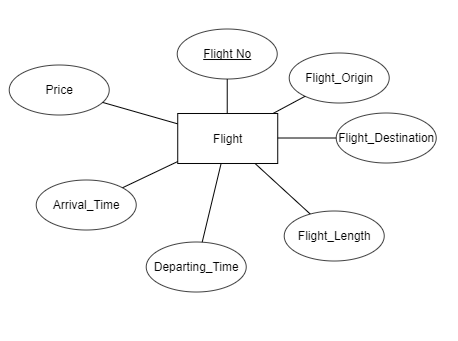 Flight No
Flight_Origin
Price
Flight
Flight_Destination
Arrival_Time
Flight_Length
Departing_Time